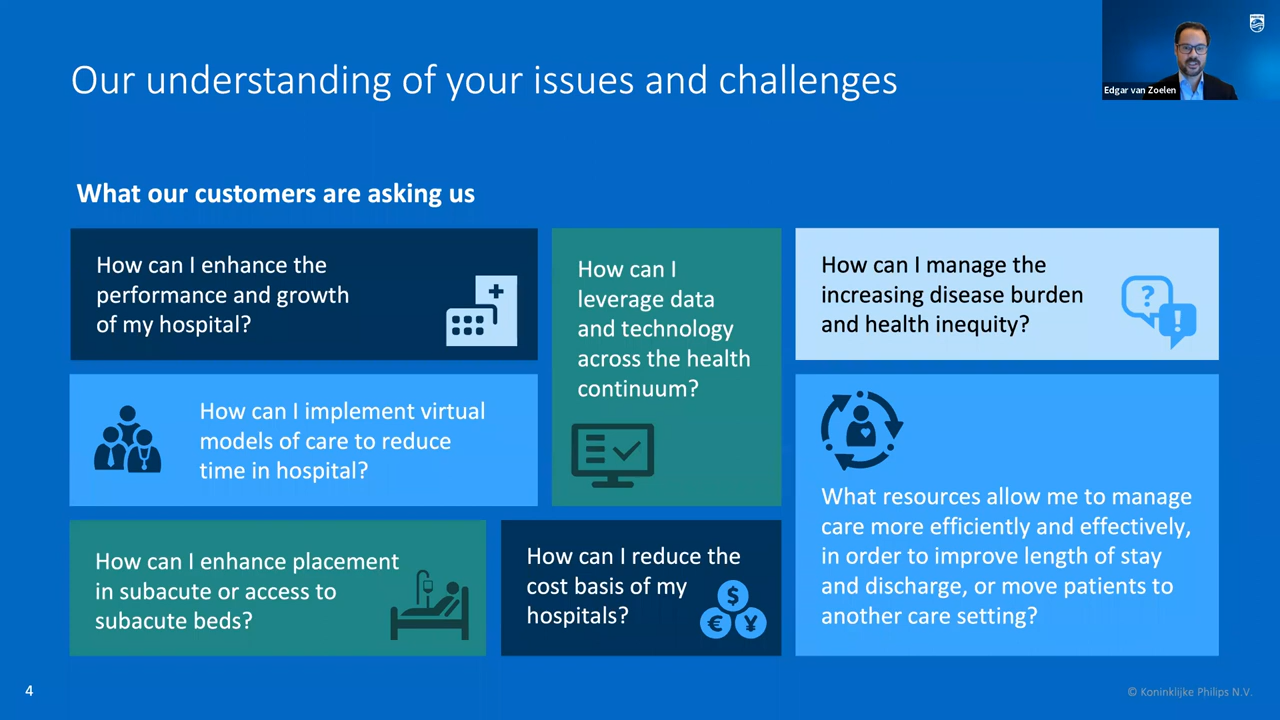 Our understanding of your issues and challenges
Edgar van Zoelen
What our customers are asking us
How can I enhance the
performance and growth
of my hospital?
How can I
leverage data
and technology
across the health
continuum?
How can I manage the
increasing disease burden
and health inequity?
?
!
How can I implement virtual
models of care to reduce
time in hospital?
What resources allow me to manage
care more efficiently and effectively,
in order to improve length of stay
and discharge, or move patients to
another care setting?
How can I enhance placement
in subacute or access to
subacute beds?
How can I reduce the
cost basis of my
hospitals?
$
€ ¥
4
© Koninklijke Philips N.V.